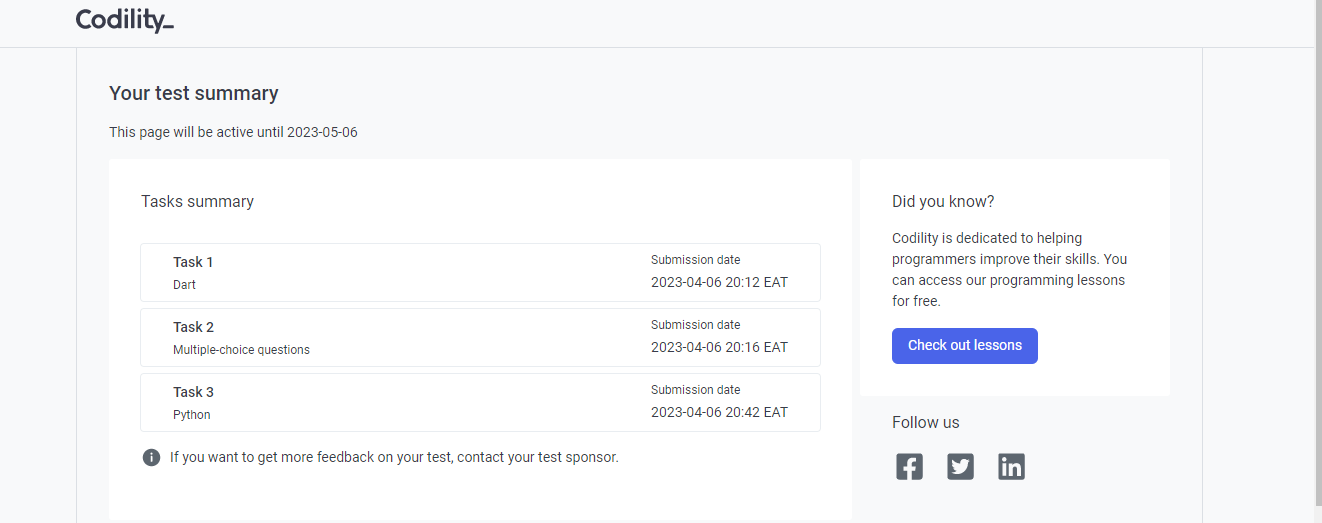 Codility_
Your test summary
This page will be active until 2023-05-06
Tasks summary
Task 1
Dart
Submission date
2023-04-06 20:12 EAT
Task 2
Multiple-choice questions
Submission date
2023-04-06 20:16 EAT
Task 3
Python
Submission date
2023-04-06 20:42 EAT
If you want to get more feedback on your test, contact your test sponsor.
Did you know?
Codility is dedicated to helping
programmers improve their skills. You
can access our programming lessons
for free.
Check out lessons
Follow us